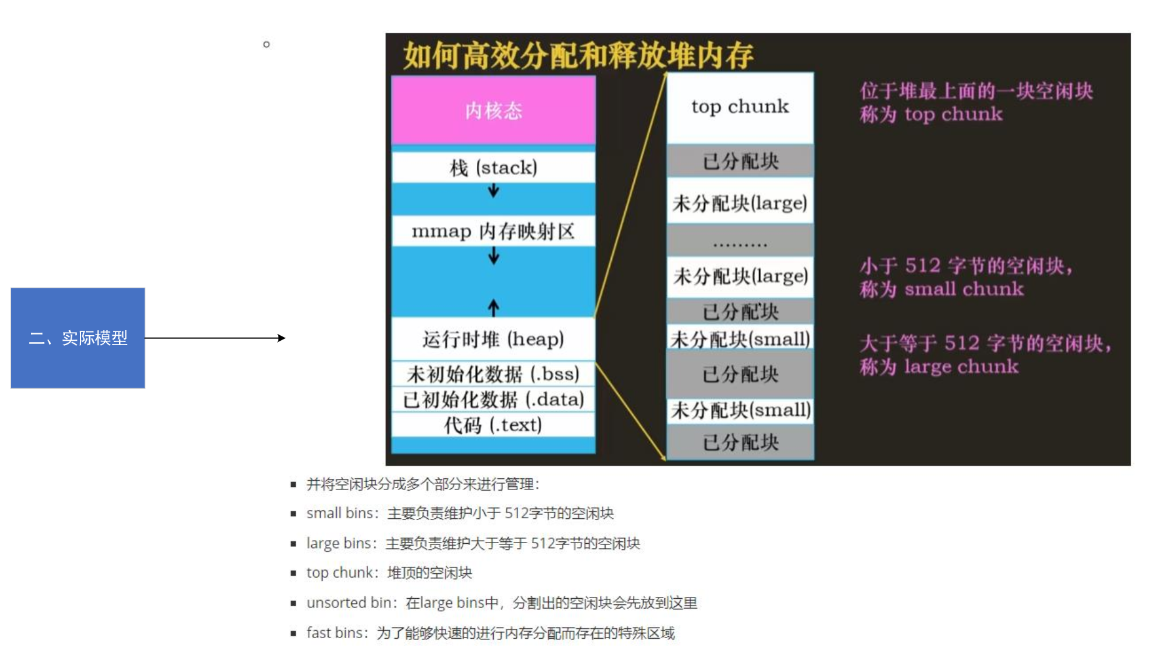 如何高效分配和释放堆内存
内核态
栈 (stack)
mmap 内存映射区
运行时堆 (heap)
未初始化数据 (.bss)
已初始化数据 (.data)
代码 (.text)
top chunk
已分配块
未分配块(large)
.........
未分配块(large)
已分配块
未分配块(small)
已分配块
未分配块(small)
已分配块
位于堆最上面的一块空闲块
称为 top chunk
小于 512 字节的空闲块，
称为 small chunk
大于等于 512 字节的空闲块，
称为 large chunk
二、实际模型
并将空闲块分成多个部分来进行管理：
small bins：主要负责维护小于 512字节的空闲块
large bins：主要负责维护大于等于 512字节的空闲块
top chunk：堆顶的空闲块
unsorted bin：在large bins中，分割出的空闲块会先放到这里
fast bins：为了能够快速的进行内存分配而存在的特殊区域